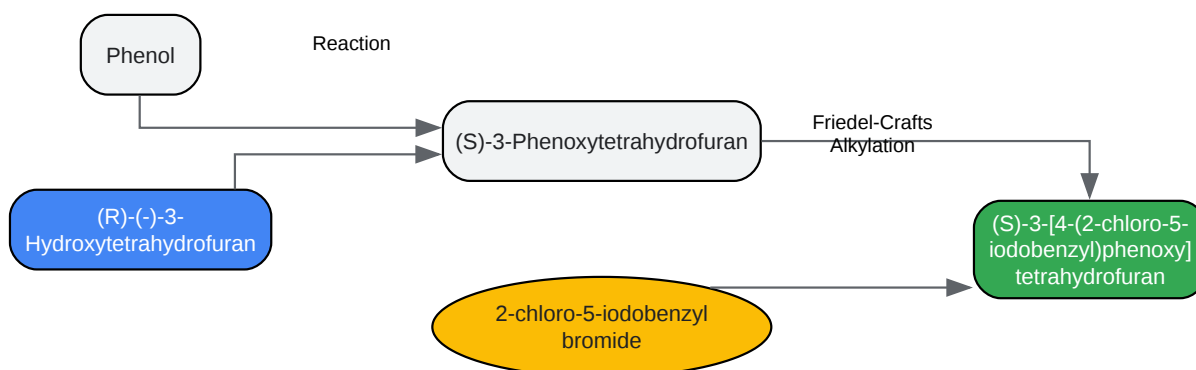 Phenol
Reaction
(S)-3-Phenoxytetrahydrofuran
Friedel-Crafts
Alkylation
(R)-(-)-3-
Hydroxytetrahydrofuran
(S)-3-[4-(2-chloro-5-
iodobenzyl)phenoxy]
tetrahydrofuran
2-chloro-5-iodobenzyl
bromide